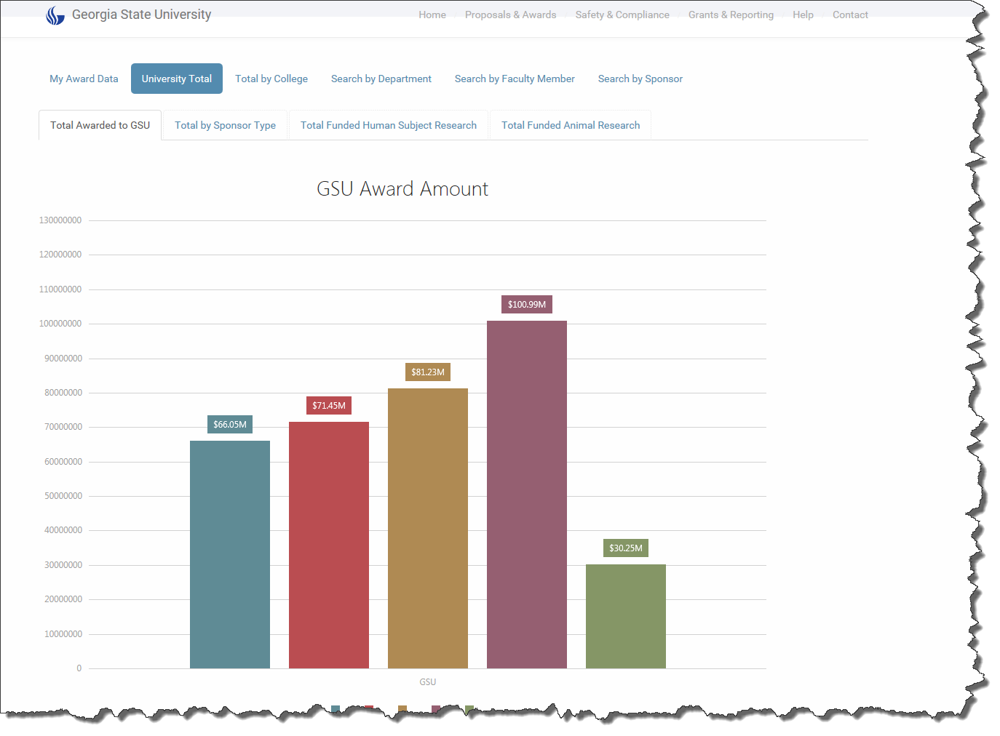 Georgia State University
Home Proposals & Awards Safety & Compliance Grants & Reporting Help Contact
My Award Data University Total Total by College Search by Department Search by Faculty Member Search by Sponsor
Total Awarded to GSU Total by Sponsor Type Total Funded Human Subject Research Total Funded Animal Research
GSU Award Amount
130000000
120000000
110000000
$100.99M
100000000
90000000
$81.23M
80000000
$71.45M
$66.05M
70000000
60000000
50000000
40000000
$30.25M
30000000
20000000
10000000
0
GSU